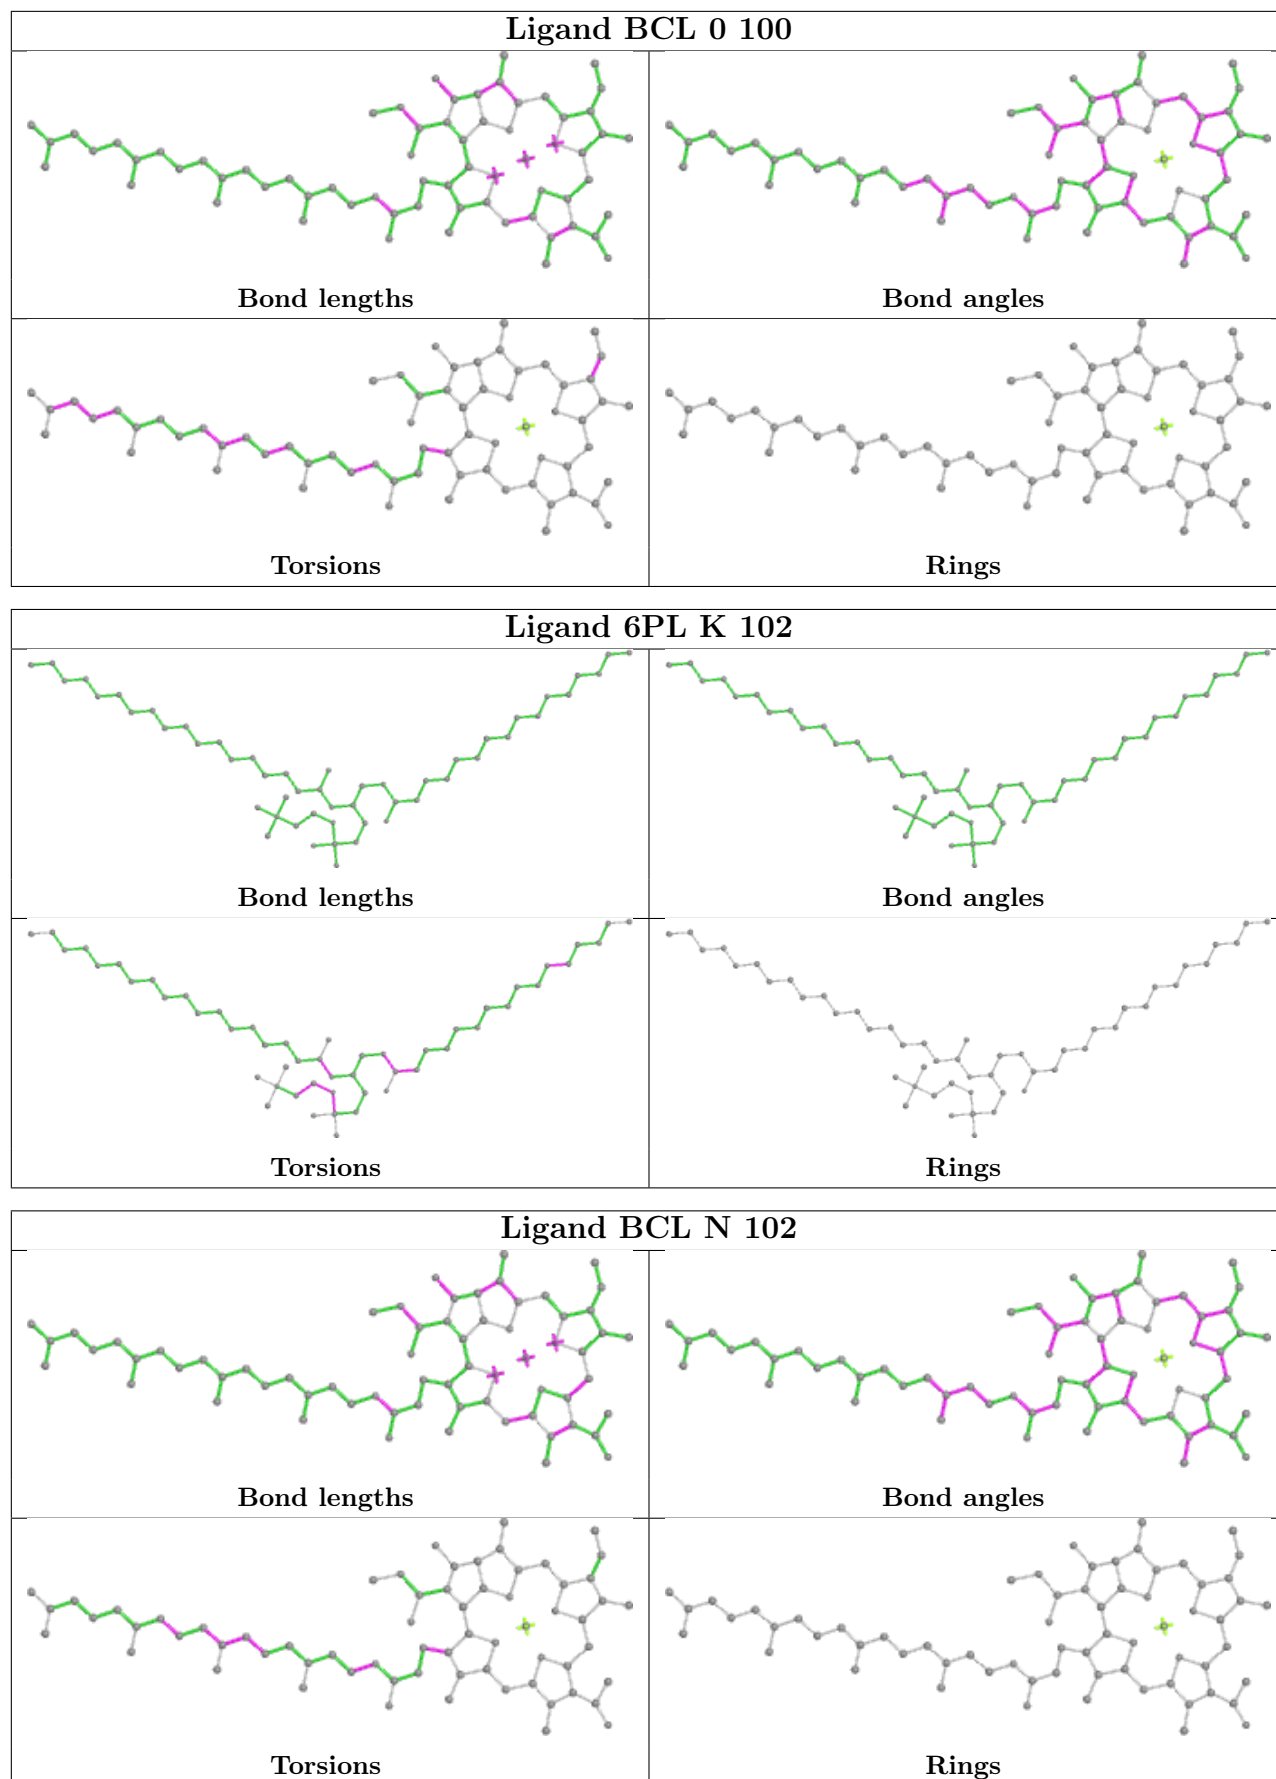 Ligand BCL 0 100
Bond lengths
Bond angles
Torsions
Rings
Ligand 6PL K 102
Bond lengths
Bond angles
Torsions
Rings
Ligand BCL N 102
Bond lengths
Bond angles
Torsions
Rings